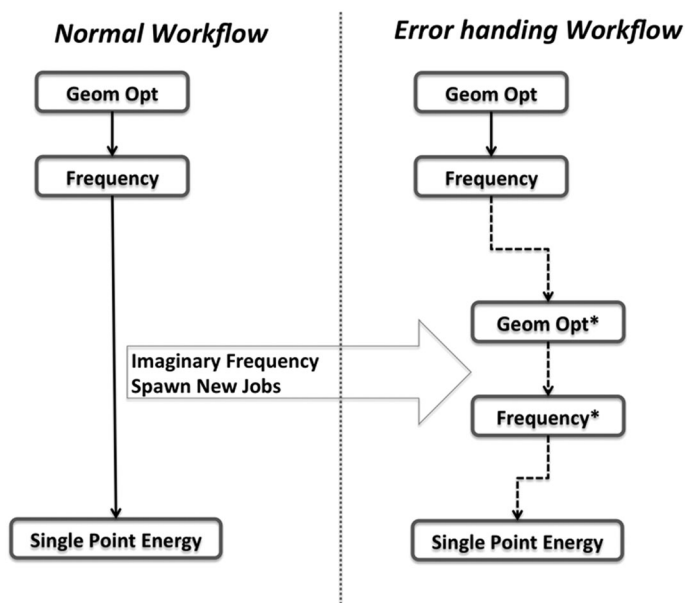 Normal Workflow
Geom Opt
Frequency
Single Point Energy
Imaginary Frequency
Spawn New Jobs
Error handing Workflow
Geom Opt
Frequency
Geom Opt*
Frequency*
Single Point Energy